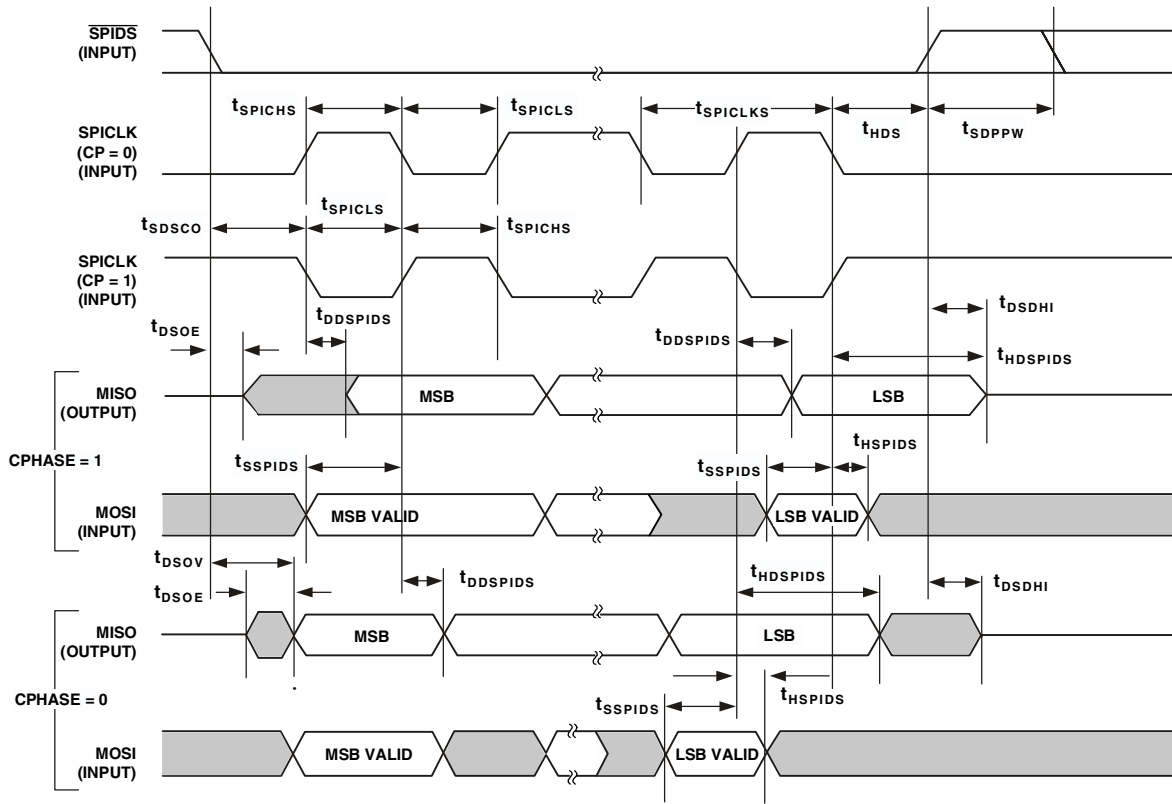 SPIDS
(INPUT)
tSPICHS
tSPICLS
tSPICLKS
tHDS
tSDPPW
SPICLK
(CP = 0)
(INPUT)
tSDSCO
tSPICLS
tSPICHS
SPICLK
(CP = 1)
(INPUT)
tDSOE
tDDSPIDS
tDDSPIDS
tDSDHI
tHDSPIDS
MISO
(OUTPUT)
MSB
LSB
CPHASE = 1
tSSPIDS
tSSPIDS
tHSPIDS
MOSI
(INPUT)
MSB VALID
LSB VALID
tDSOV
tDSOE
tDDSPIDS
tHDSPIDS
tDSDHI
MISO
(OUTPUT)
MSB
LSB
CPHASE = 0
tSSPIDS
tHSPIDS
MOSI
(INPUT)
MSB VALID
LSB VALID